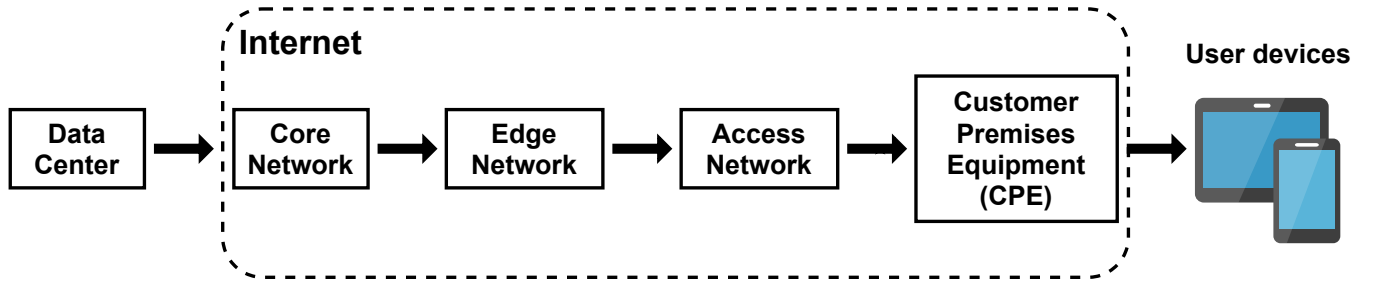 Internet
User devices
Data
Center
Core
Network
Edge
Network
Access
Network
Customer
Premises
Equipment
(CPE)